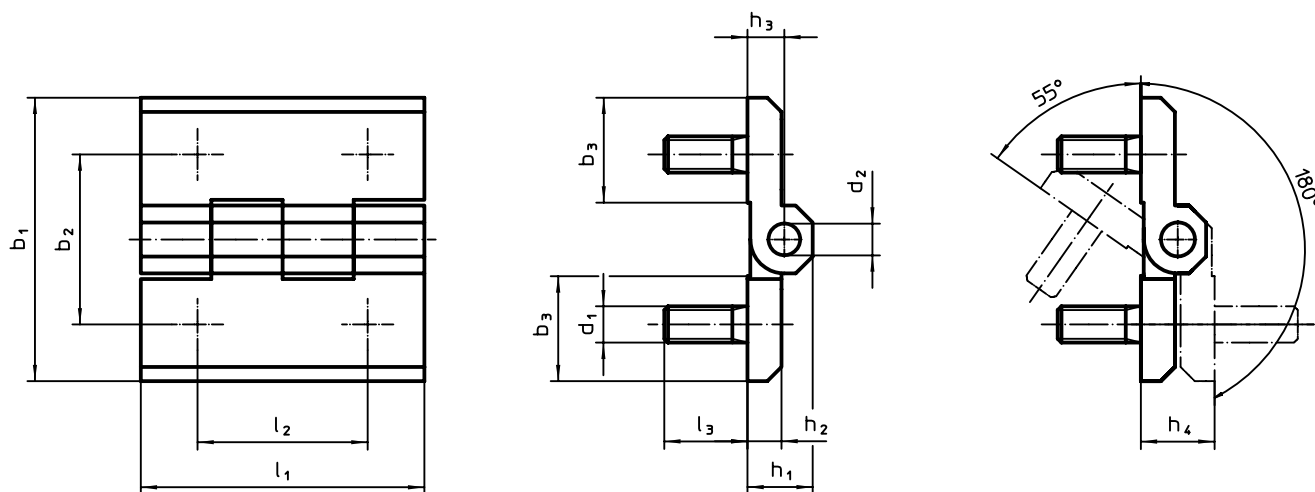 b₁
b₂
l₂
l₁
h₃
b₃
d₂
b₃
d₁
l₃
h₂
h₁
55°
180°
h₄